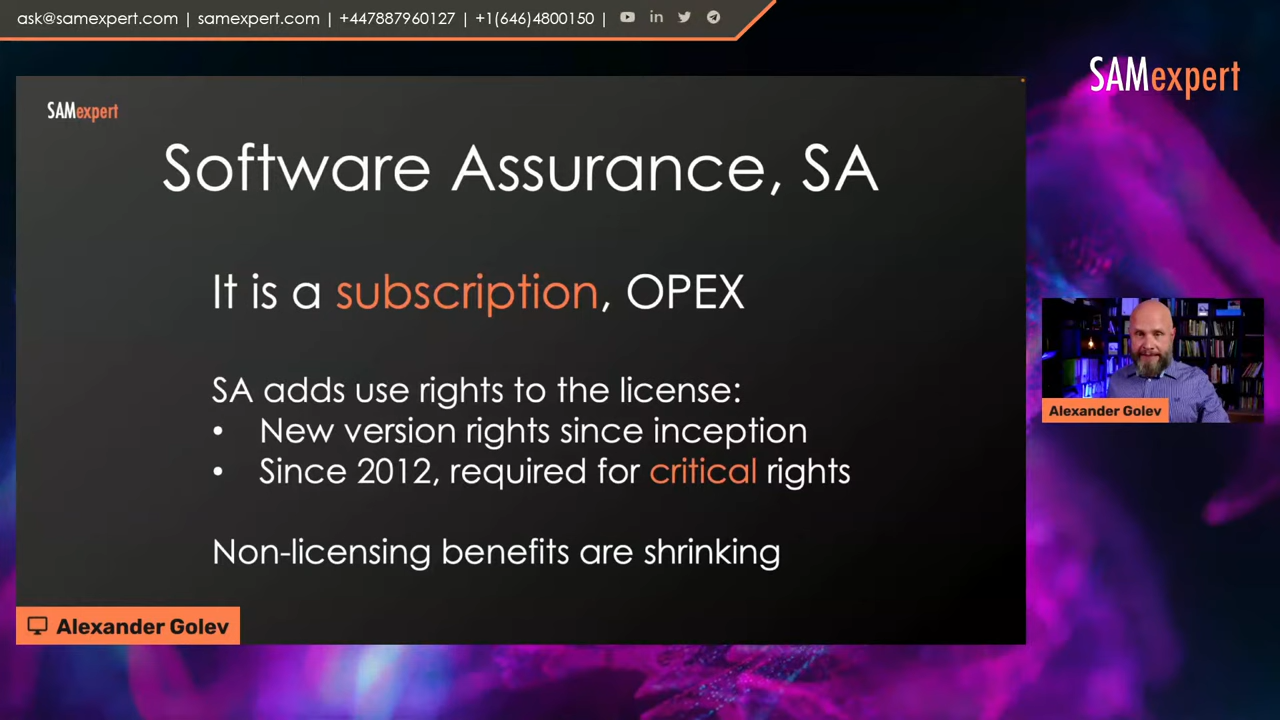 ask@samexpert.com | samexpert.com | +447887960127 | +1(646)4800150 |
SAMexpert
SAMexpert
Software Assurance, SA
It is a subscription, OPEX
SA adds use rights to the license:
• New version rights since inception
• Since 2012, required for critical rights
Non-licensing benefits are shrinking
Alexander Golev
Alexander Golev